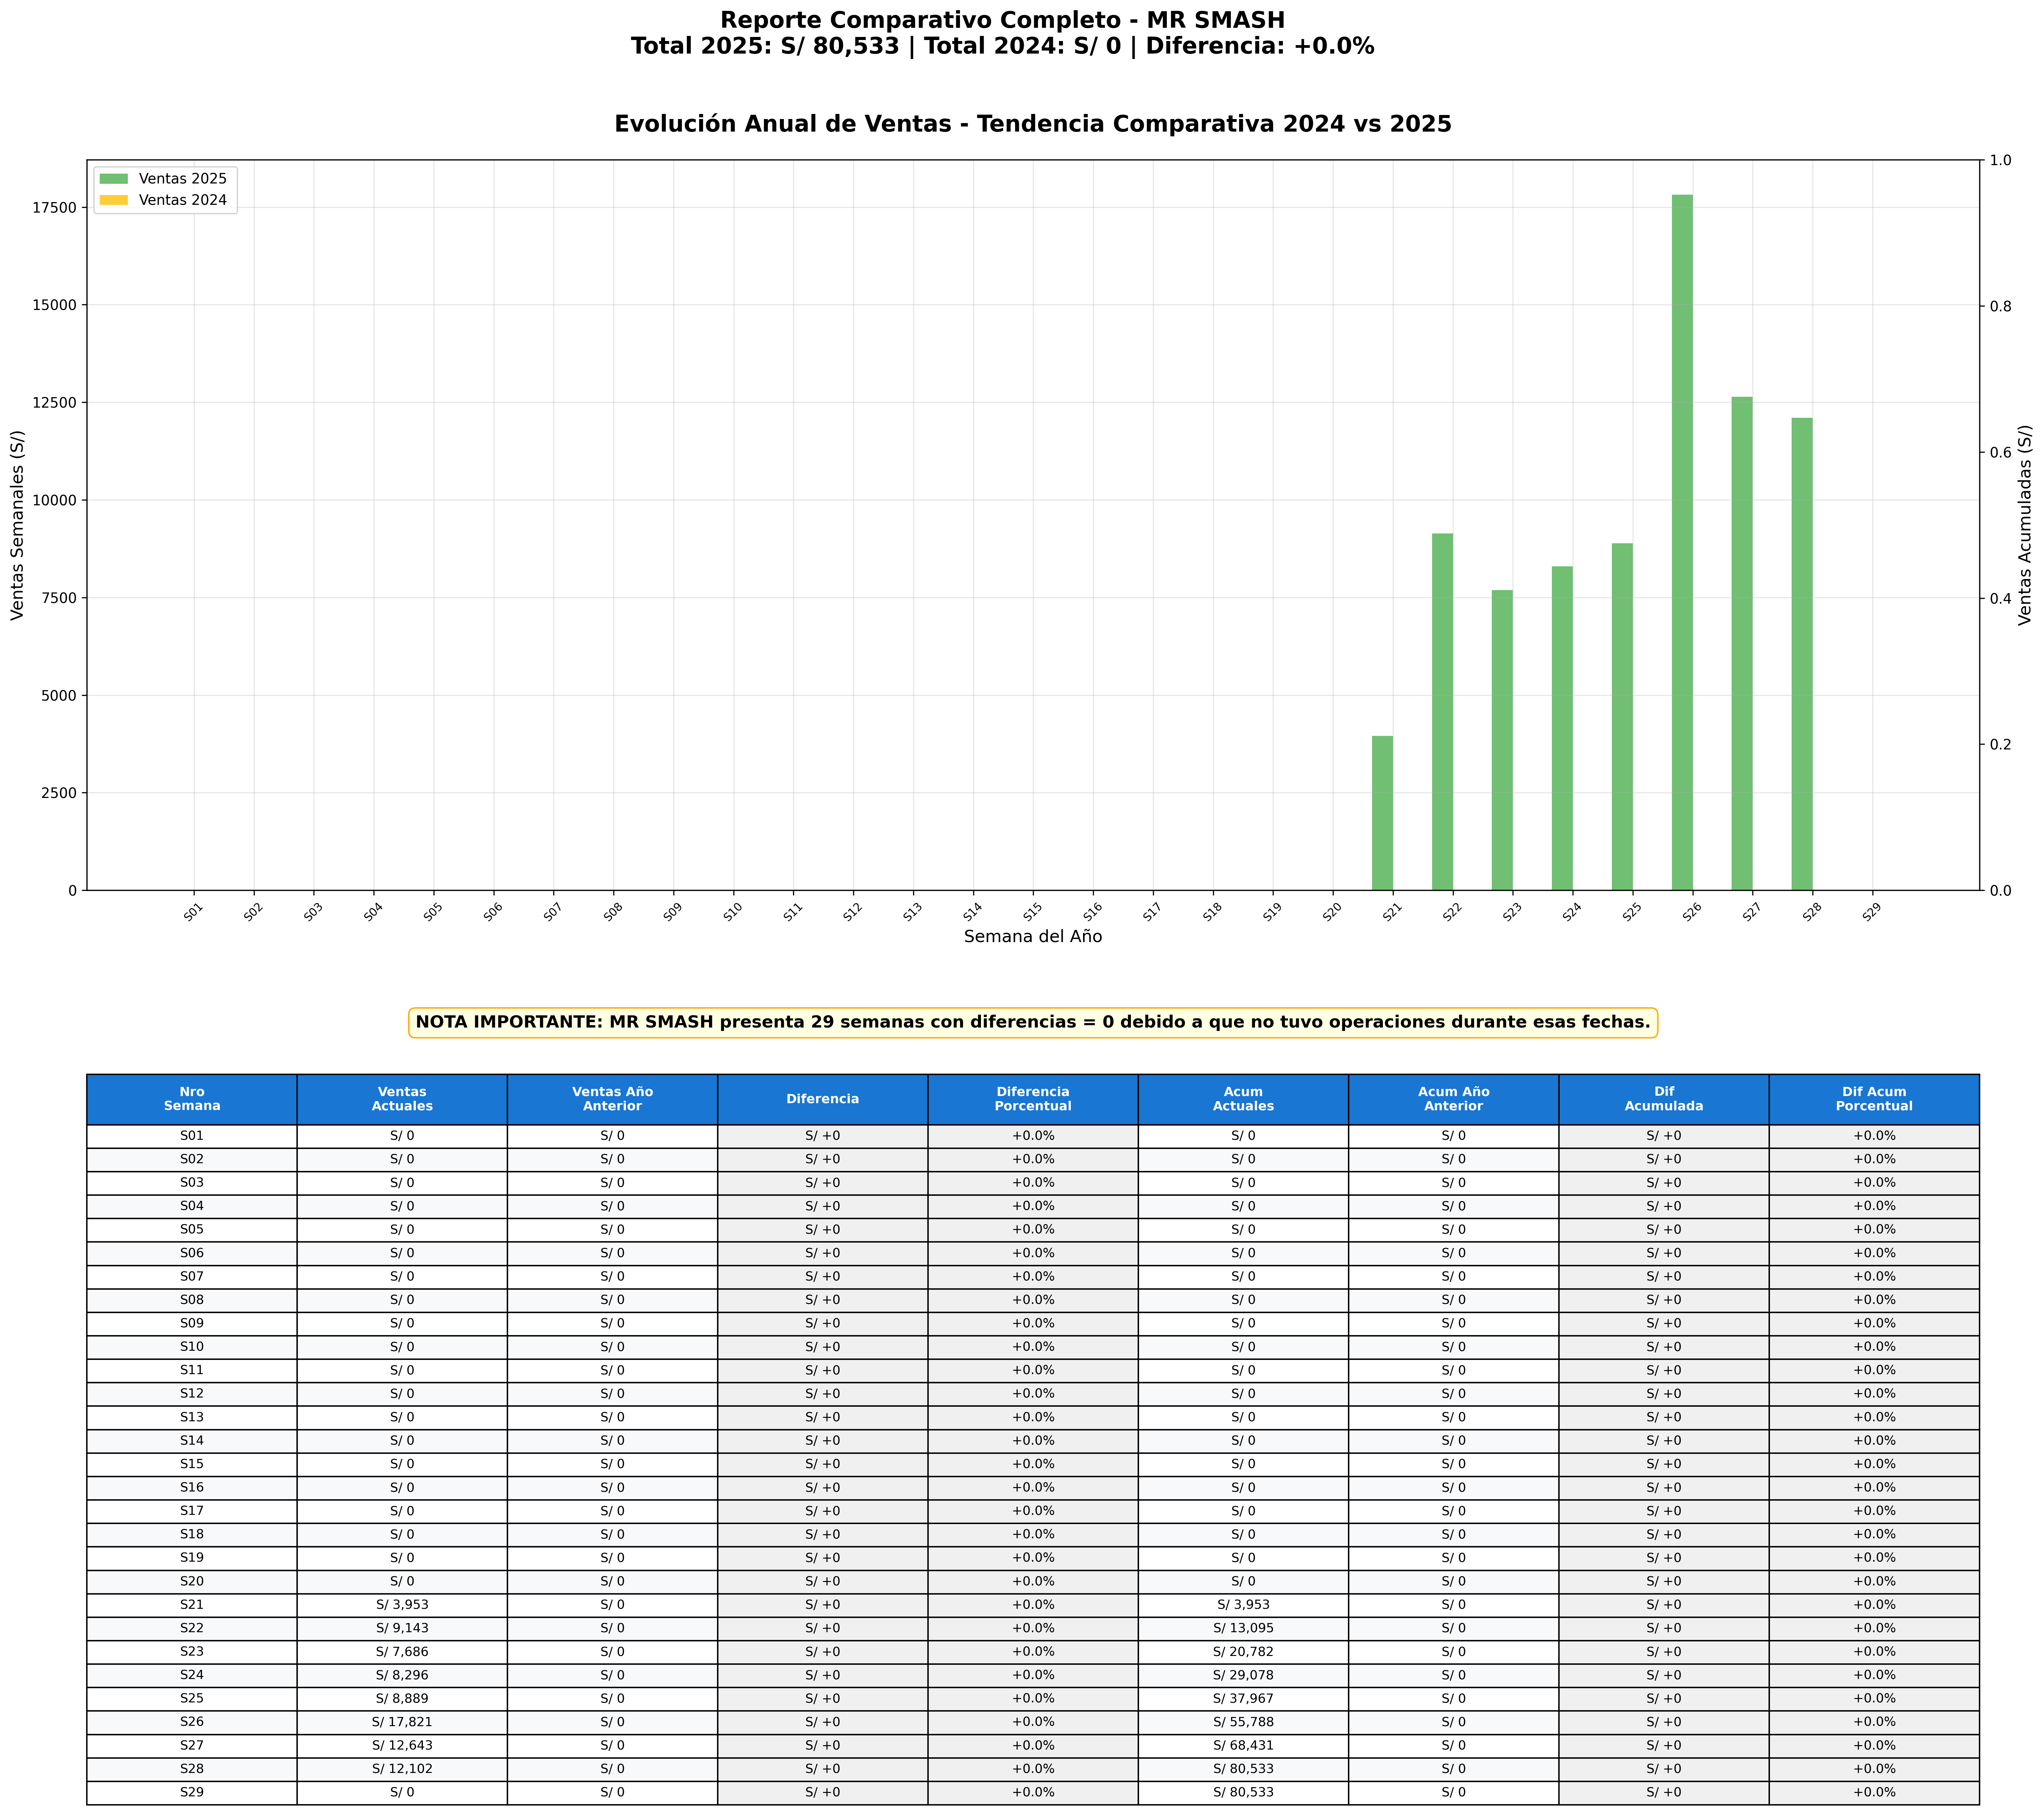 Reporte Comparativo Completo - MR SMASH
Total 2025: S/ 80,533 | Total 2024: S/ 0 | Diferencia: +0.0%
Evolución Anual de Ventas - Tendencia Comparativa 2024 vs 2025
Ventas 2025
Ventas 2024
Ventas Semanales (S/)
17500
15000
12500
10000
7500
5000
2500
0
1.0
0.8
0.6
0.4
0.2
0.0
Ventas Acumuladas (S/)
S01 S02 S03 S04 S05 S06 S07 S08 S09 S10 S11 S12 S13 S14 S15 S16 S17 S18 S19 S20 S21 S22 S23 S24 S25 S26 S27 S28 S29
Semana del Año
NOTA IMPORTANTE: MR SMASH presenta 29 semanas con diferencias = 0 debido a que no tuvo operaciones durante esas fechas.
Nro Ventas Ventas Año Diferencia Diferencia Acum Acum Año Dif Dif Acum
Semana Actuales Anterior Porcentual Actuales Anterior Acumulada Porcentual
S01 S/ 0 S/ 0 S/ +0 +0.0% S/ 0 S/ 0 S/ +0 +0.0%
S02 S/ 0 S/ 0 S/ +0 +0.0% S/ 0 S/ 0 S/ +0 +0.0%
S03 S/ 0 S/ 0 S/ +0 +0.0% S/ 0 S/ 0 S/ +0 +0.0%
S04 S/ 0 S/ 0 S/ +0 +0.0% S/ 0 S/ 0 S/ +0 +0.0%
S05 S/ 0 S/ 0 S/ +0 +0.0% S/ 0 S/ 0 S/ +0 +0.0%
S06 S/ 0 S/ 0 S/ +0 +0.0% S/ 0 S/ 0 S/ +0 +0.0%
S07 S/ 0 S/ 0 S/ +0 +0.0% S/ 0 S/ 0 S/ +0 +0.0%
S08 S/ 0 S/ 0 S/ +0 +0.0% S/ 0 S/ 0 S/ +0 +0.0%
S09 S/ 0 S/ 0 S/ +0 +0.0% S/ 0 S/ 0 S/ +0 +0.0%
S10 S/ 0 S/ 0 S/ +0 +0.0% S/ 0 S/ 0 S/ +0 +0.0%
S11 S/ 0 S/ 0 S/ +0 +0.0% S/ 0 S/ 0 S/ +0 +0.0%
S12 S/ 0 S/ 0 S/ +0 +0.0% S/ 0 S/ 0 S/ +0 +0.0%
S13 S/ 0 S/ 0 S/ +0 +0.0% S/ 0 S/ 0 S/ +0 +0.0%
S14 S/ 0 S/ 0 S/ +0 +0.0% S/ 0 S/ 0 S/ +0 +0.0%
S15 S/ 0 S/ 0 S/ +0 +0.0% S/ 0 S/ 0 S/ +0 +0.0%
S16 S/ 0 S/ 0 S/ +0 +0.0% S/ 0 S/ 0 S/ +0 +0.0%
S17 S/ 0 S/ 0 S/ +0 +0.0% S/ 0 S/ 0 S/ +0 +0.0%
S18 S/ 0 S/ 0 S/ +0 +0.0% S/ 0 S/ 0 S/ +0 +0.0%
S19 S/ 0 S/ 0 S/ +0 +0.0% S/ 0 S/ 0 S/ +0 +0.0%
S20 S/ 0 S/ 0 S/ +0 +0.0% S/ 0 S/ 0 S/ +0 +0.0%
S21 S/ 3,953 S/ 0 S/ +0 +0.0% S/ 3,953 S/ 0 S/ +0 +0.0%
S22 S/ 9,143 S/ 0 S/ +0 +0.0% S/ 13,095 S/ 0 S/ +0 +0.0%
S23 S/ 7,686 S/ 0 S/ +0 +0.0% S/ 20,782 S/ 0 S/ +0 +0.0%
S24 S/ 8,296 S/ 0 S/ +0 +0.0% S/ 29,078 S/ 0 S/ +0 +0.0%
S25 S/ 8,889 S/ 0 S/ +0 +0.0% S/ 37,967 S/ 0 S/ +0 +0.0%
S26 S/ 17,821 S/ 0 S/ +0 +0.0% S/ 55,788 S/ 0 S/ +0 +0.0%
S27 S/ 12,643 S/ 0 S/ +0 +0.0% S/ 68,431 S/ 0 S/ +0 +0.0%
S28 S/ 12,102 S/ 0 S/ +0 +0.0% S/ 80,533 S/ 0 S/ +0 +0.0%
S29 S/ 0 S/ 0 S/ +0 +0.0% S/ 80,533 S/ 0 S/ +0 +0.0%